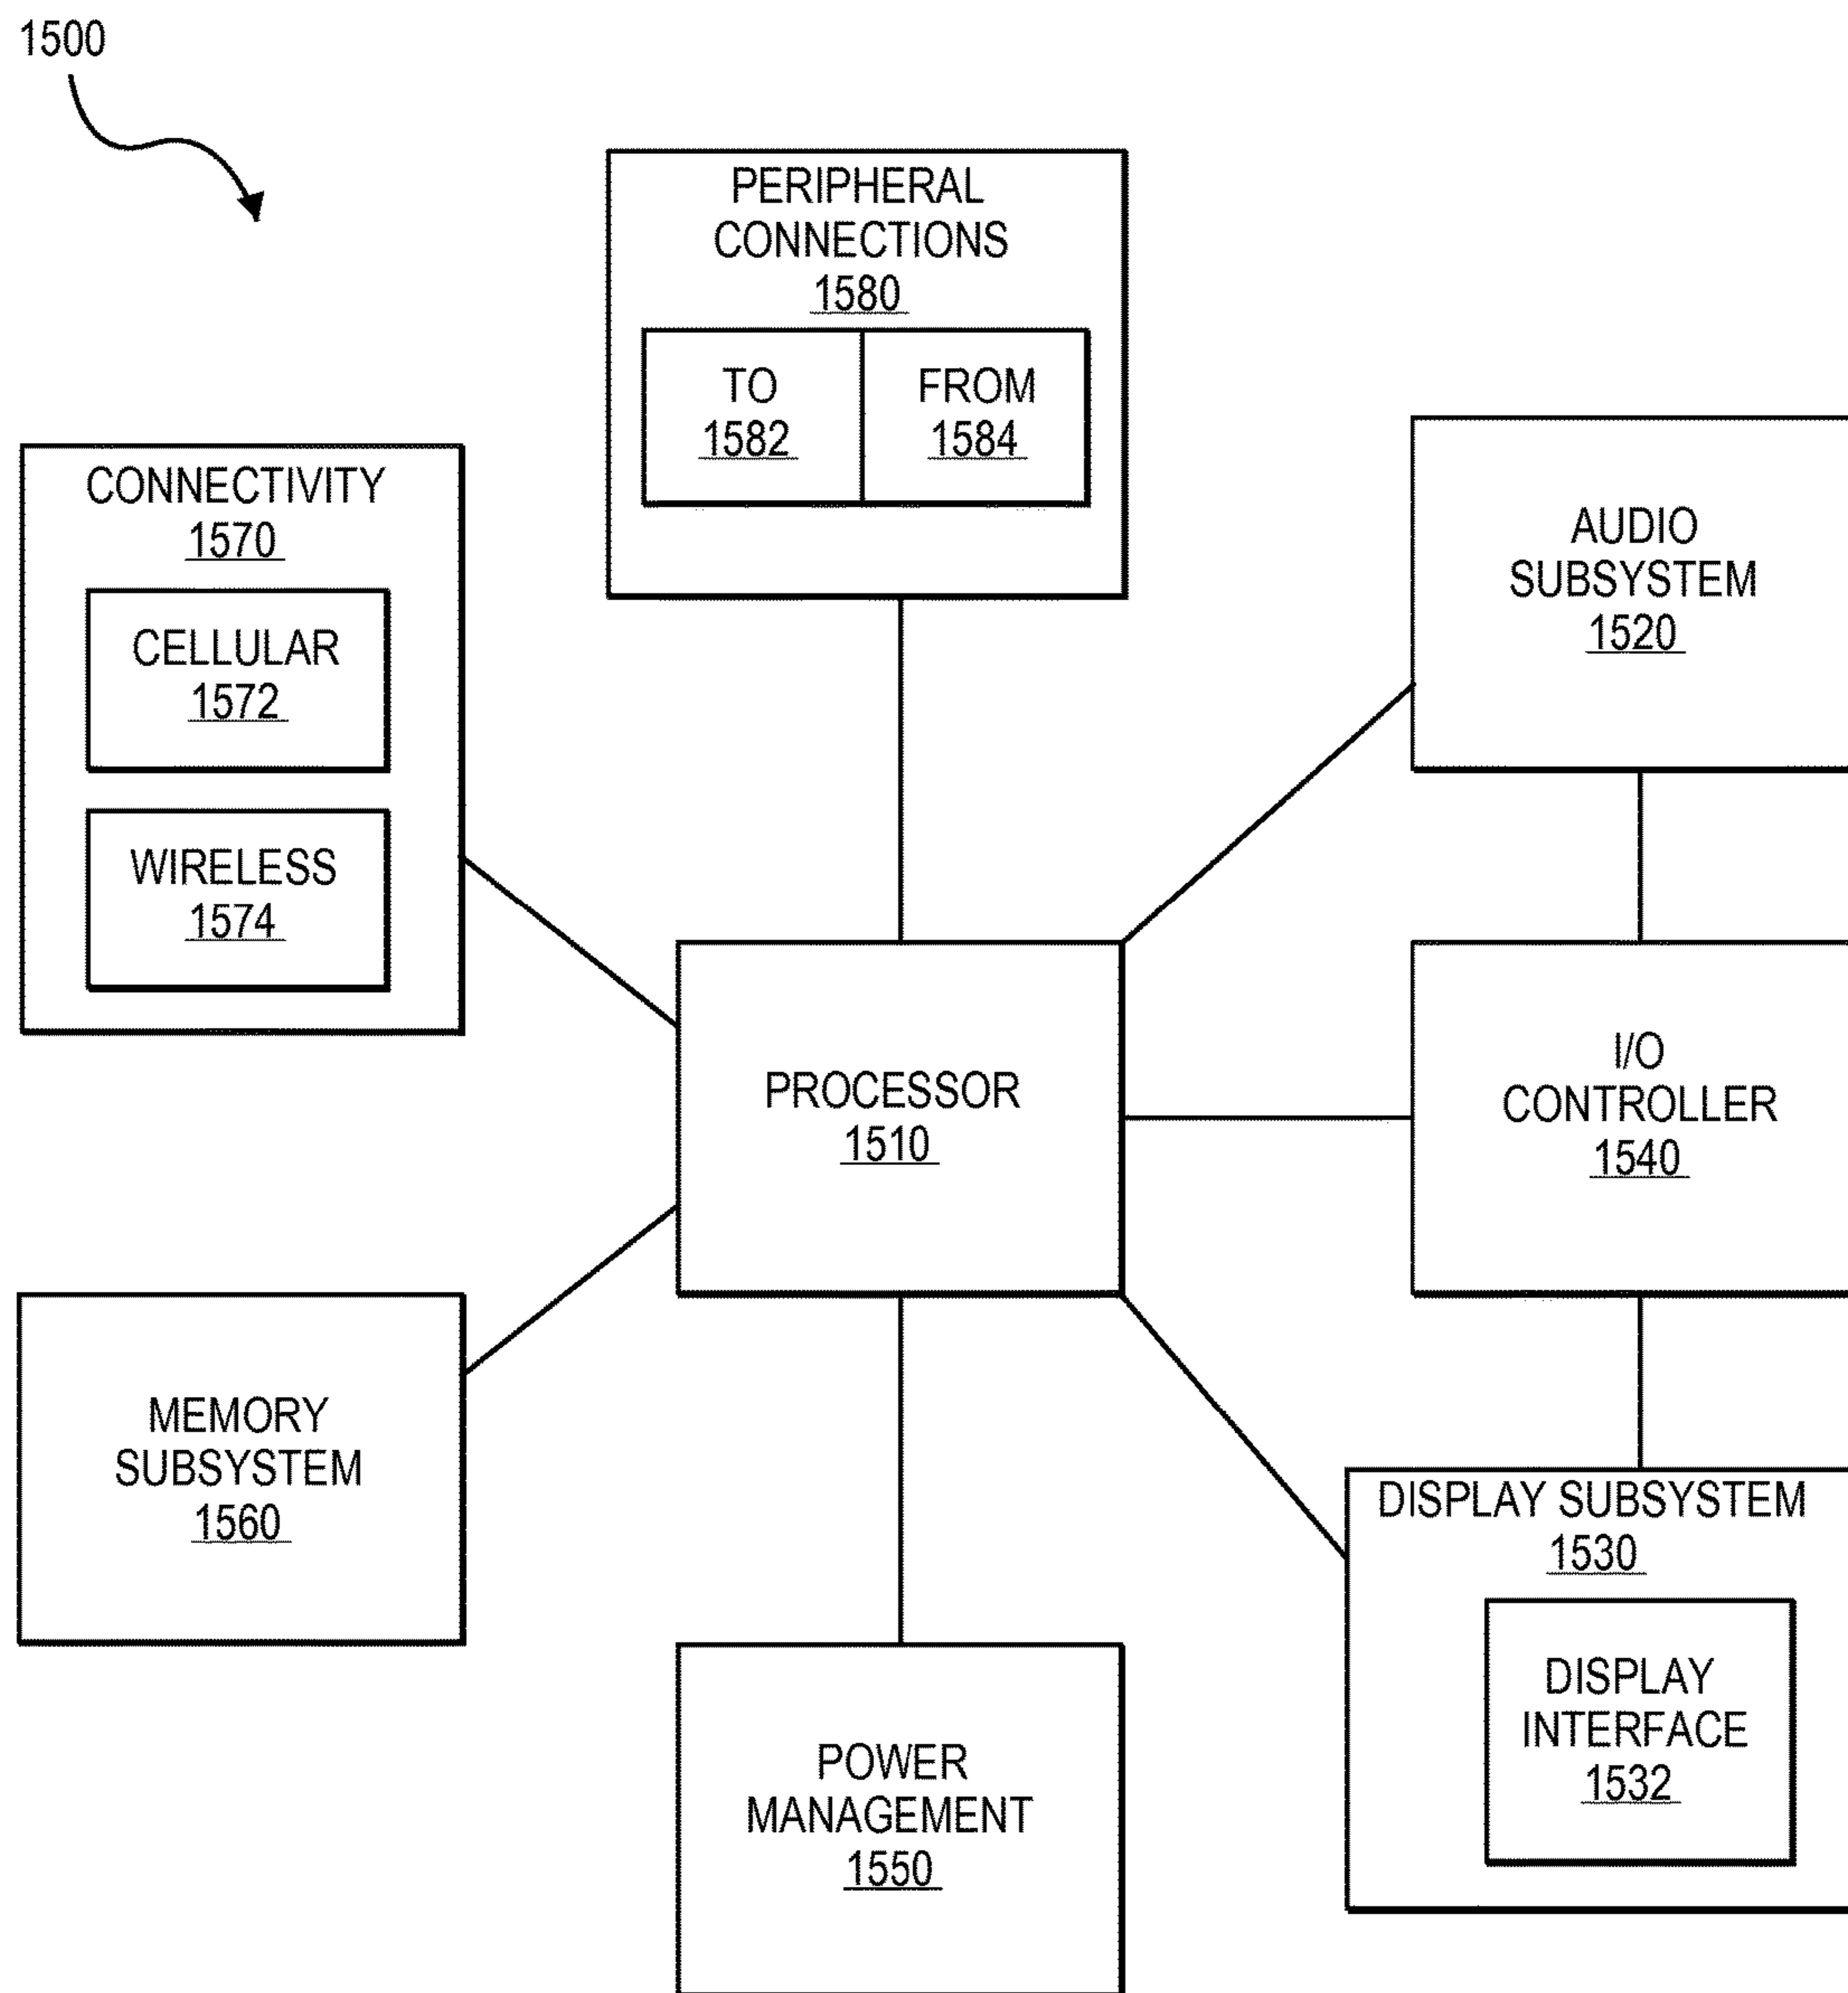 1500
PERIPHERAL
CONNECTIONS
1580
TO
1582
FROM
1584
CONNECTIVITY
1570
CELLULAR
1572
WIRELESS
1574
AUDIO
SUBSYSTEM
1520
PROCESSOR
1510
I/O
CONTROLLER
1540
MEMORY
SUBSYSTEM
1560
POWER
MANAGEMENT
1550
DISPLAY SUBSYSTEM
1530
DISPLAY
INTERFACE
1532